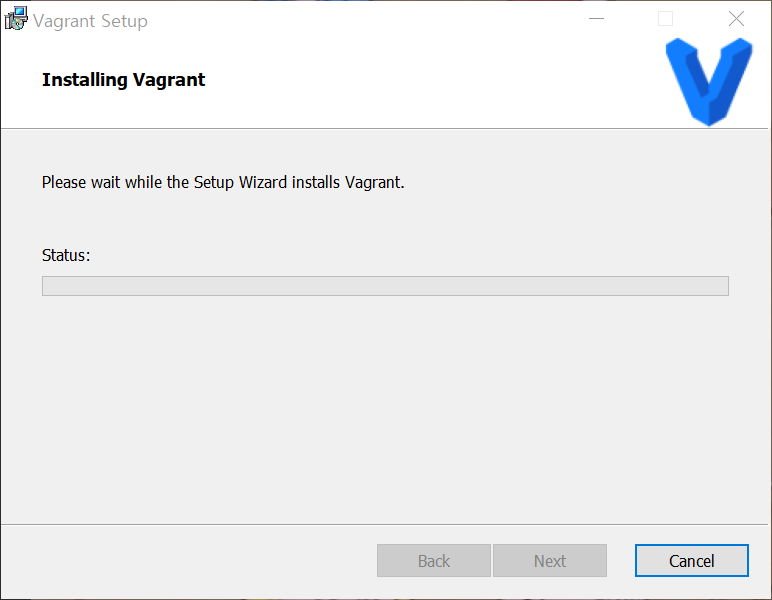 Vagrant Setup
Installing Vagrant
Please wait while the Setup Wizard installs Vagrant.
Status:
Back Next Cancel